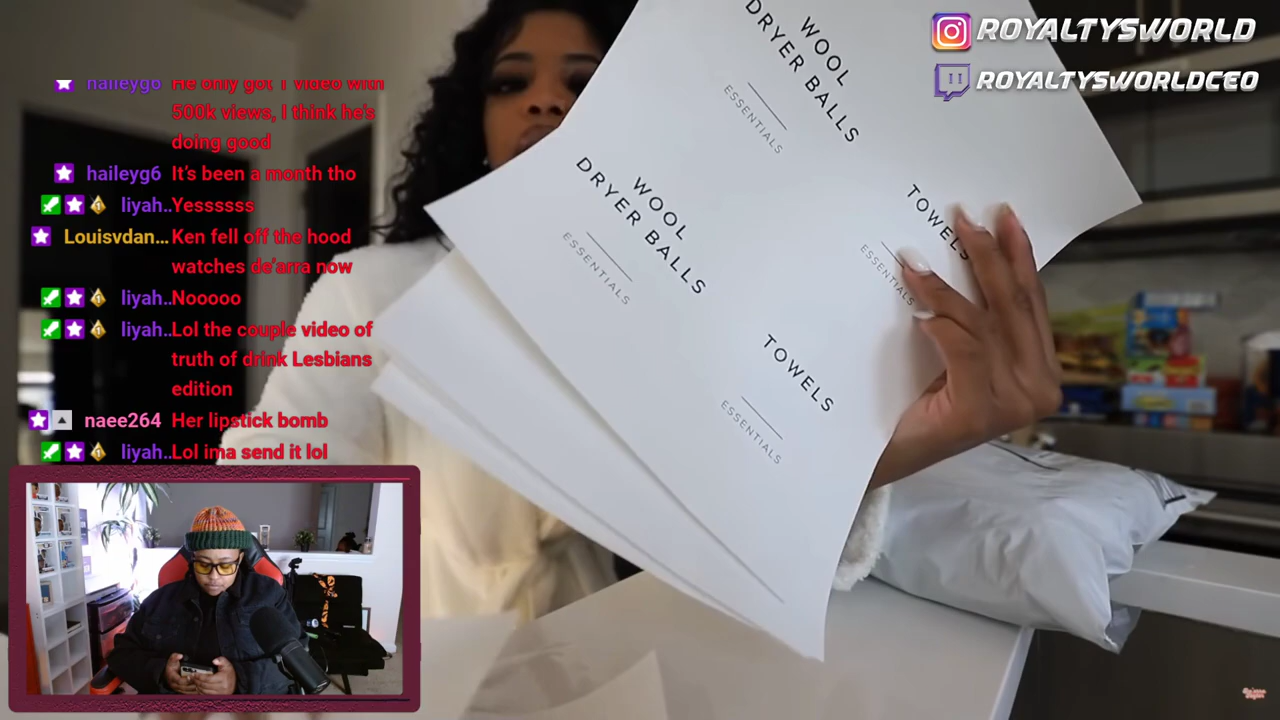 ROYALTYSWORLD
ROYALTYSWORLDCEO
haileyg6 He only got 1 video with
500k views, I think he's
doing good
haileyg6 It's been a month tho
liyah.. Yessssss
Louisvdan... Ken fell off the hood
watches de'arra now
liyah.. Nooooo
liyah.. Lol the couple video of
truth of drink Lesbians
edition
naee264 Her lipstick bomb
liyah.. Lol ima send it lol
WOOL
DRYER BALLS
ESSENTIALS
WOOL
DRYER BALLS
ESSENTIALS
TOWELS
ESSENTIALS
TOWELS
ESSENTIALS